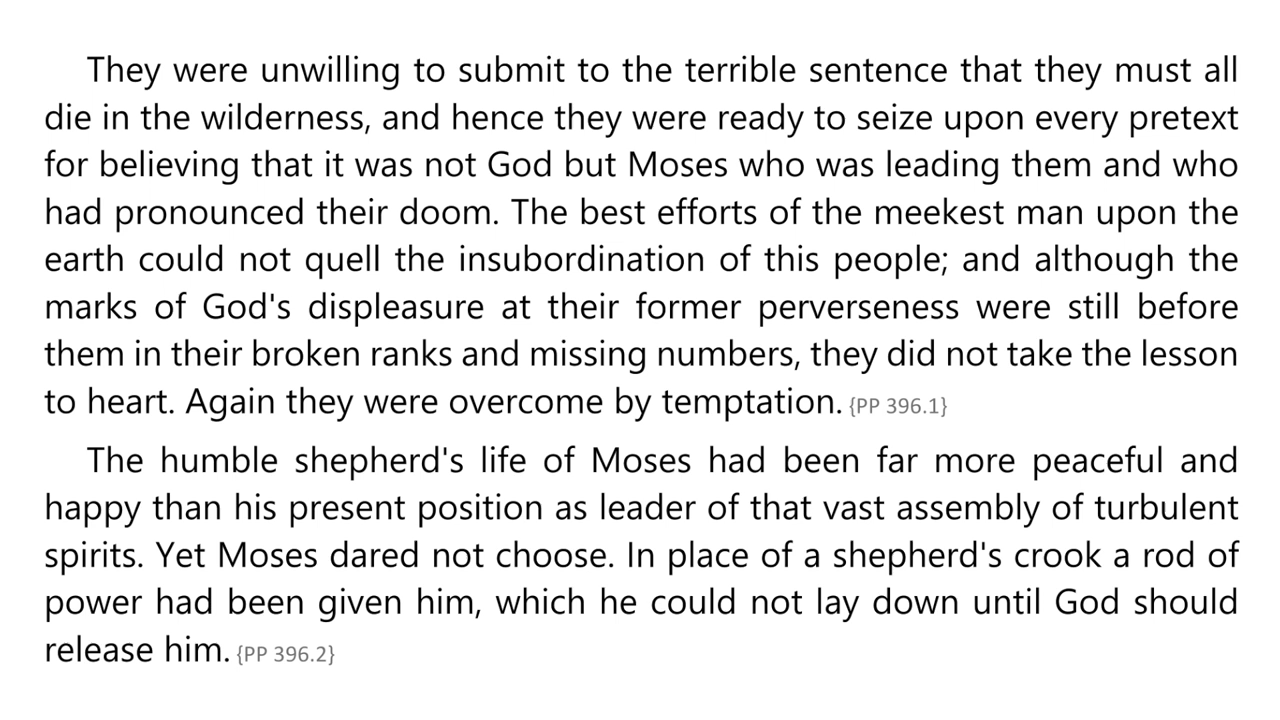 They were unwilling to submit to the terrible sentence that they must all
die in the wilderness, and hence they were ready to seize upon every pretext
for believing that it was not God but Moses who was leading them and who
had pronounced their doom. The best efforts of the meekest man upon the
earth could not quell the insubordination of this people; and although the
marks of God's displeasure at their former perverseness were still before
them in their broken ranks and missing numbers, they did not take the lesson
to heart. Again they were overcome by temptation. {PP 396.1}
The humble shepherd's life of Moses had been far more peaceful and
happy than his present position as leader of that vast assembly of turbulent
spirits. Yet Moses dared not choose. In place of a shepherd's crook a rod of
power had been given him, which he could not lay down until God should
release him. {PP 396.2}